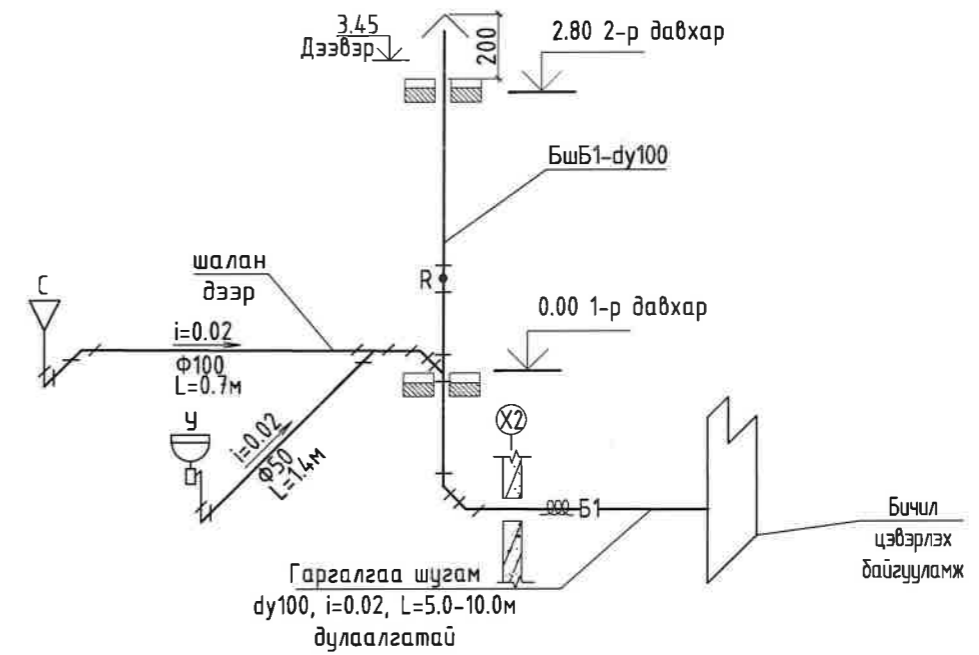 3.45
Дээвэр
200
2.80 2-р давхар
БшБ1-dy100
R
шалан
дээр
С
i=0.02
Ф100
L=0.7м
0.00 1-р давхар
У
i=0.02
Ф50
L=1.4м
X2
Б1
Бичил
цэвэрлэх
байгууламж
Гаргалгаа шугам
dy100, i=0.02, L=5.0-10.0м
дулаалгатай